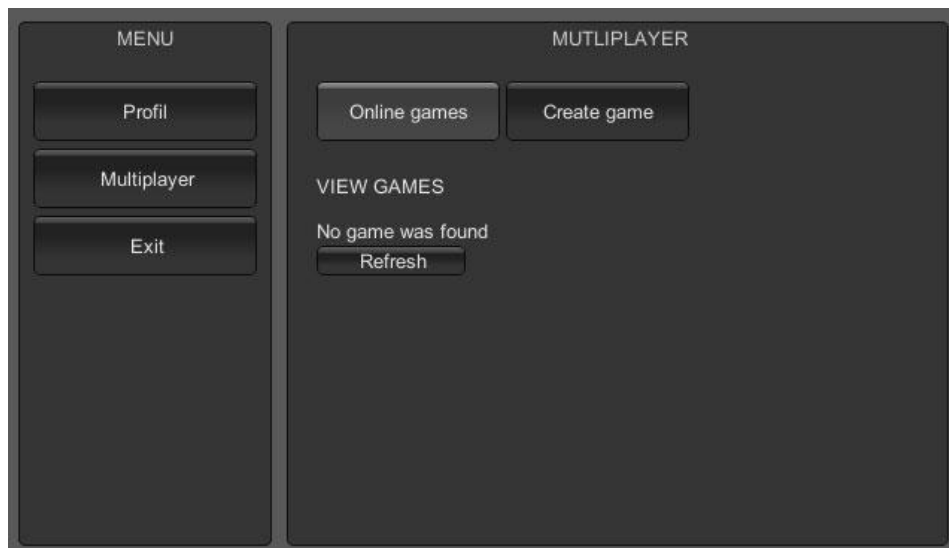 MENU
Profil
Multiplayer
Exit
MUTLIPLAYER
Online games
Create game
VIEW GAMES
No game was found
Refresh